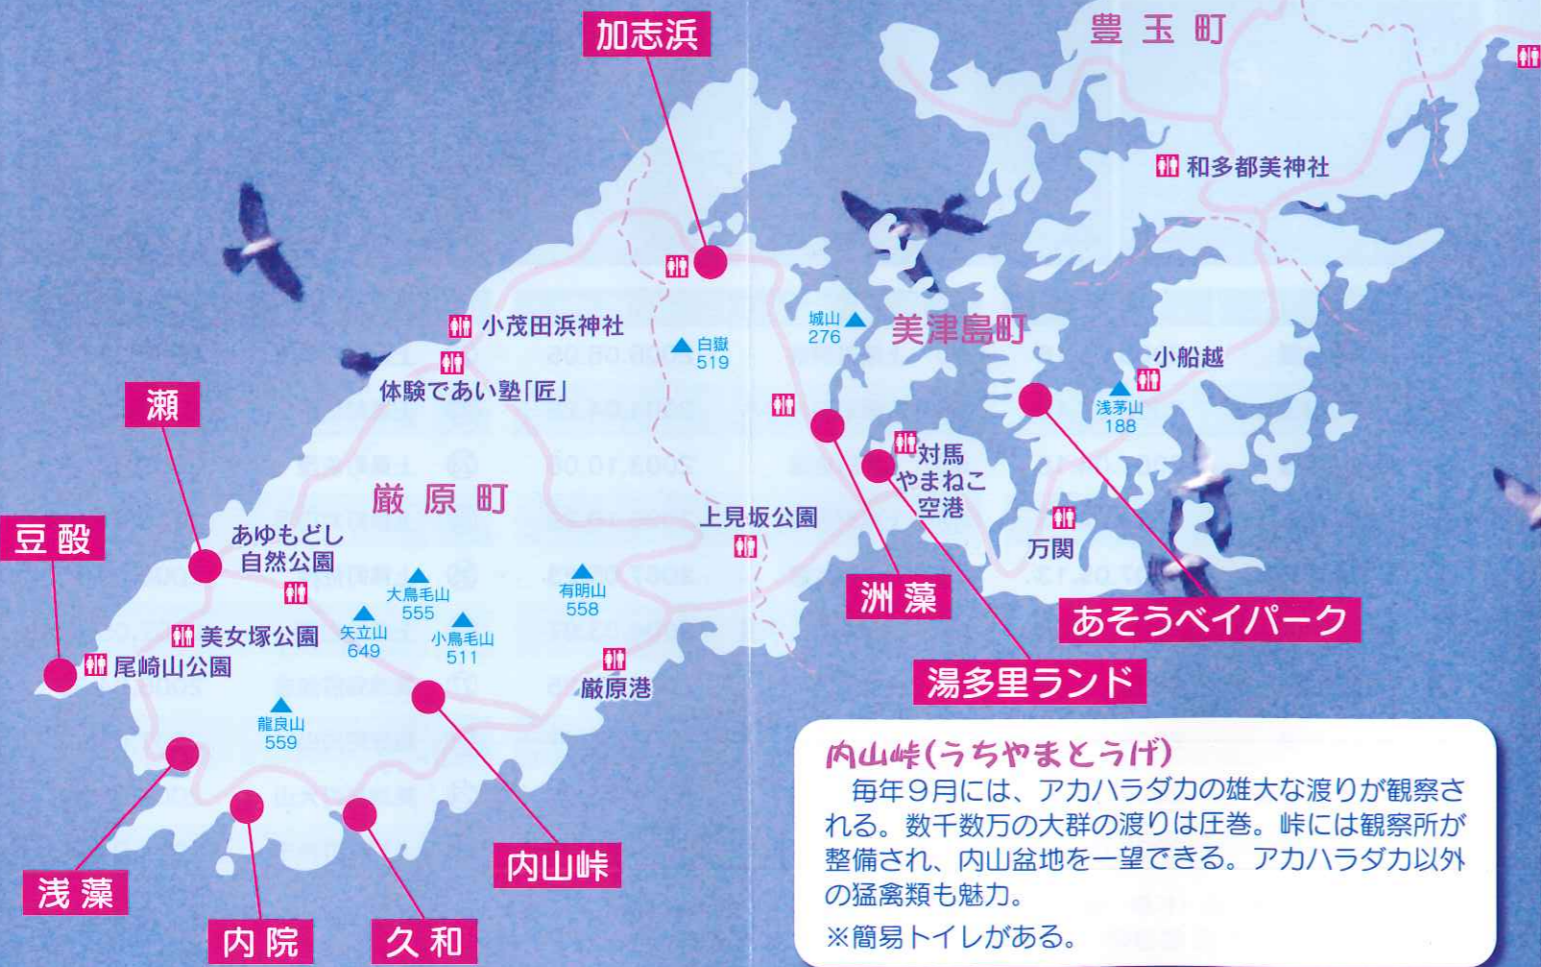 豊玉町
加志浜
和多都美神社
城山
276
美津島町
小茂田浜神社
白嶽
519
小船越
体験であい塾「匠」
浅茅山
188
瀬
対馬
やまねこ
空港
厳原町
上見坂公園
万関
豆酘
あゆもどし
自然公園
大鳥毛山
555
有明山
558
洲藻
あそうベイパーク
矢立山
649
小鳥毛山
511
美女塚公園
尾崎山公園
厳原港
湯多里ランド
龍良山
559
内山峠
浅藻
内院
久和
内山峠(うちやまとうげ)
毎年9月には、アカハラダカの雄大な渡りが観察さ
れる。数千数万の大群の渡りは圧巻。峠には観察所が
整備され、内山盆地を一望できる。アカハラダカ以外
の猛禽類も魅力。
※簡易トイレがある。